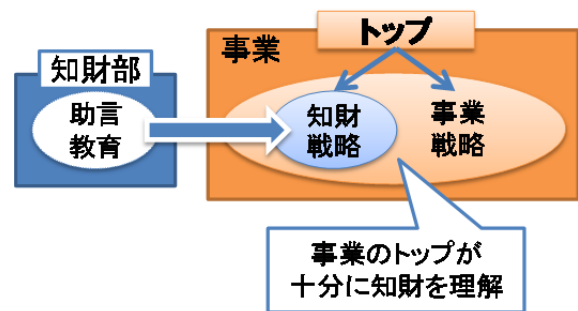 トップ
事業
知財部
助言
教育
知財
戦略
事業
戦略
事業のトップが
十分に知財を理解